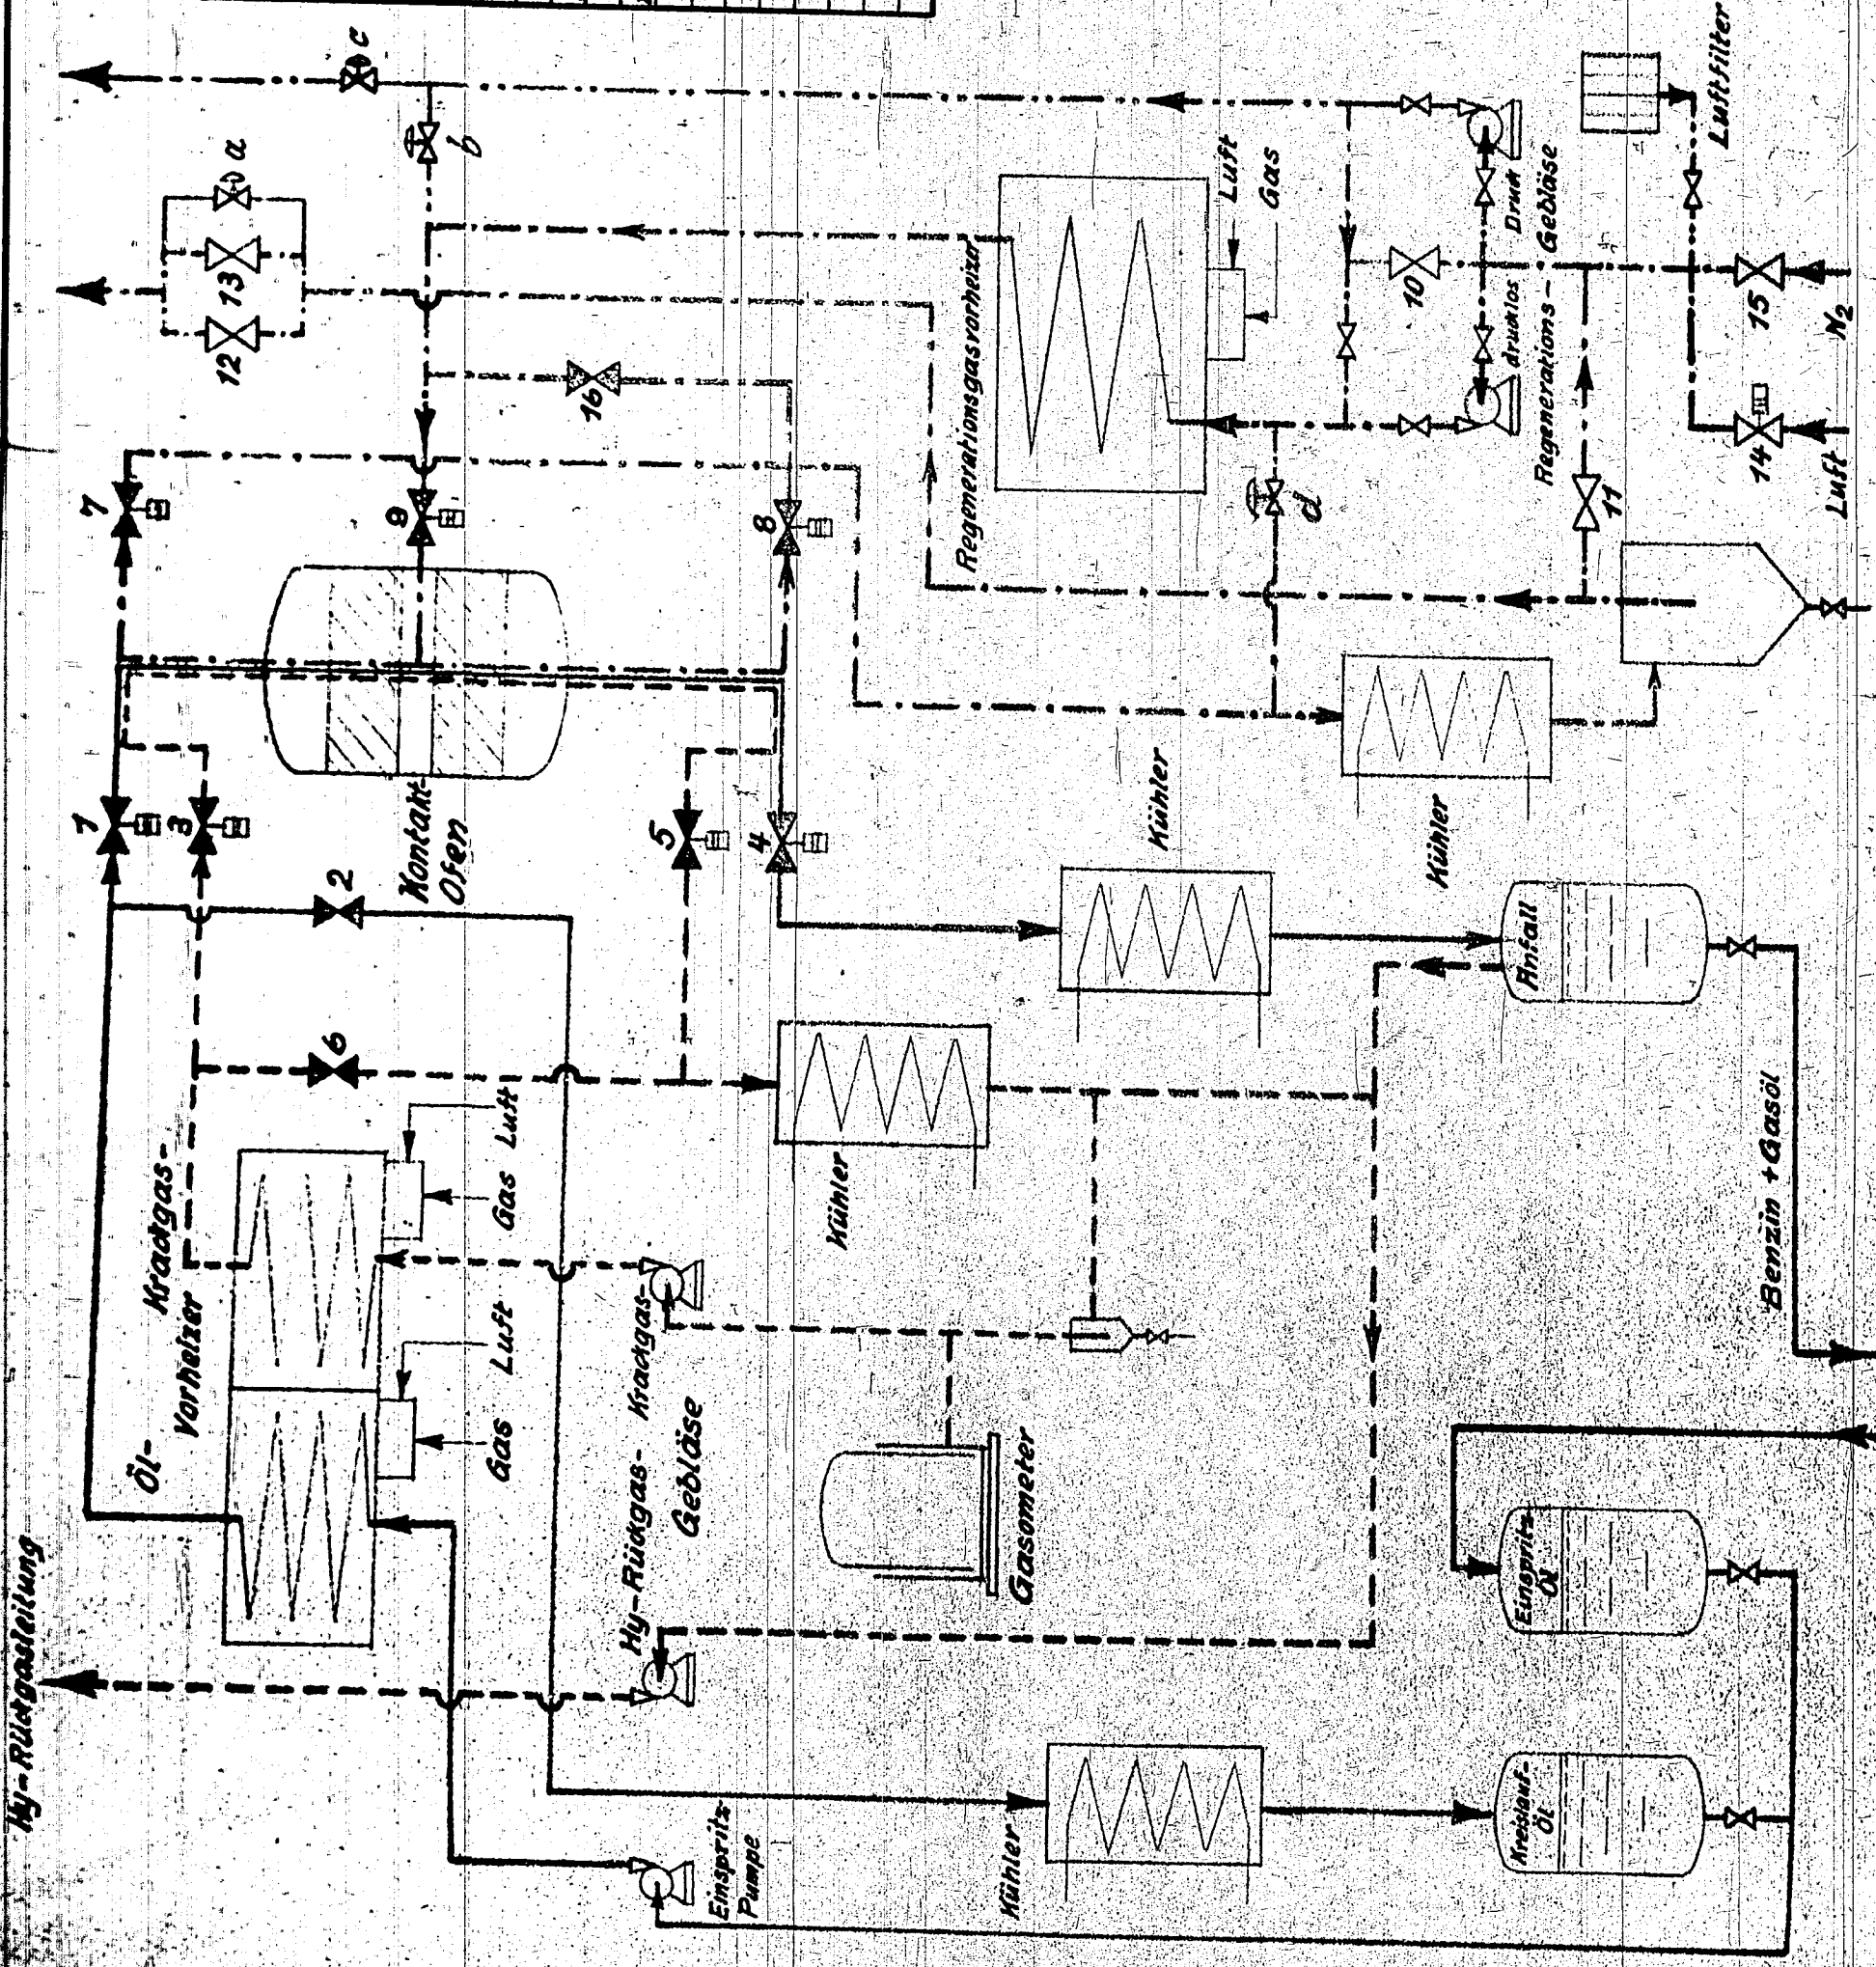 Hy-Rückgasleitung
c
b
a
13
12
7
9
8
16
Luftfilter
Luft
Gas
Regenerationsgasvorheizer
10
drucklos Druck
Regenerations-Gebläse
15
N2
14
Luft
11
d
Kühler
1
3
Kontakt-
Ofen
5
4
2
6
Kühler
Anfall
Benzin + Gasöl
Kühler
Krackgas-
Öl-
Vorheizer
Gas Luft
Gas Luft
Krackgas-
Hy-Rückgas-
Gebläse
Gasometer
Einspritz-
Öl
Kreislauf-
Öl
Kühler
Einspritz-
Pumpe